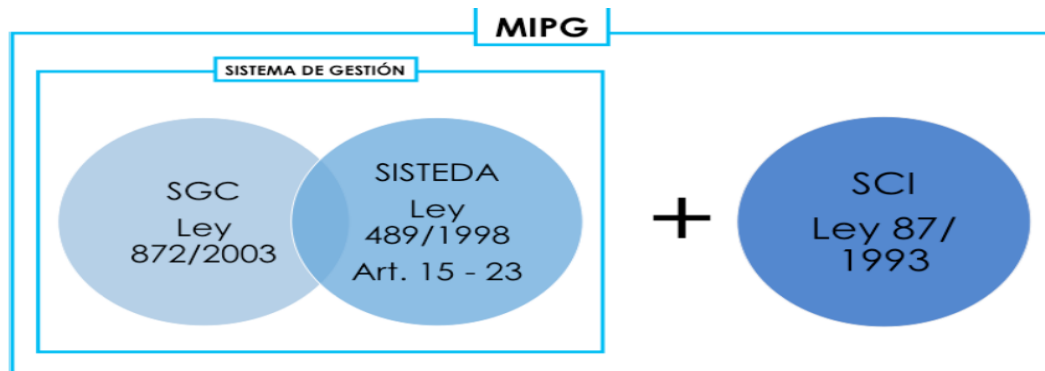 MIPG
SISTEMA DE GESTIÓN
SGC
Ley
872/2003
SISTEDA
Ley
489/1998
Art. 15 - 23
+
SCI
Ley 87/
1993